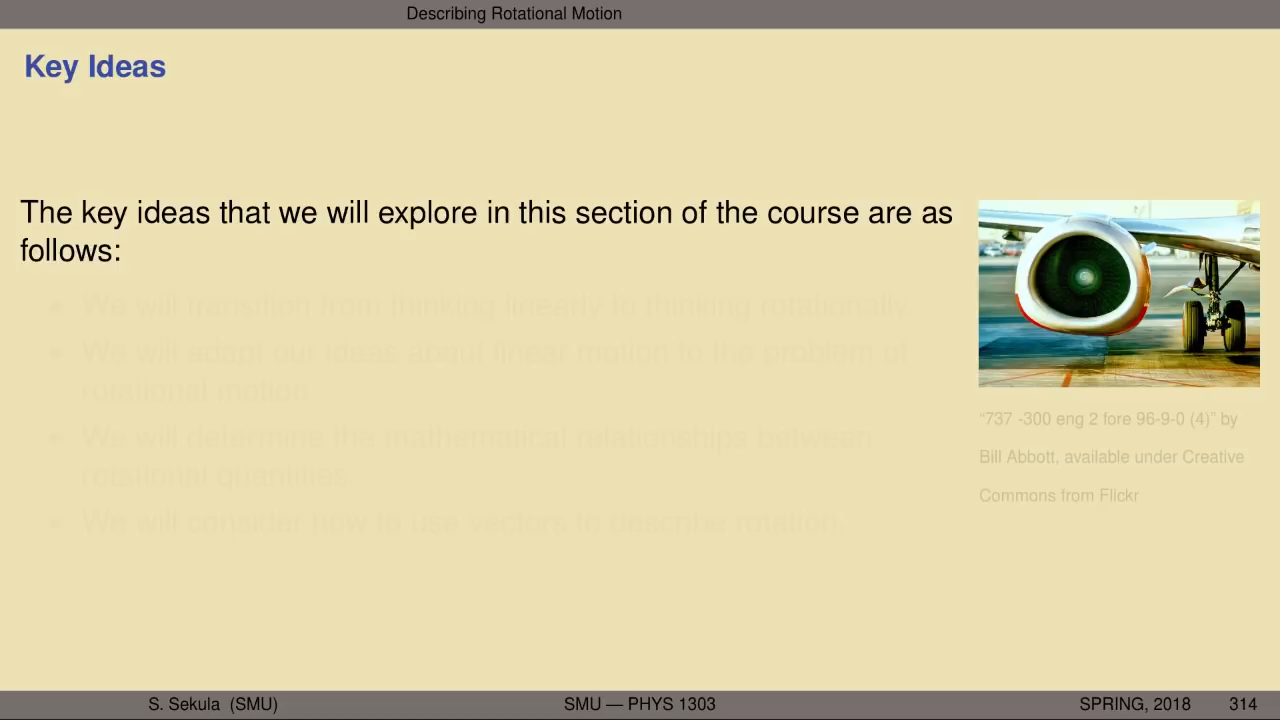 Describing Rotational Motion
Key Ideas
The key ideas that we will explore in this section of the course are as
follows:
• We will transition from thinking linearly to thinking rotationally
• We will adopt our ideas about linear motion to the problem of
rotational motion
• We will determine the mathematical relationships between
rotational quantities
• We will consider how to use vectors to describe rotation.
“737 -300 eng 2 fore 96-9-0 (4)” by
Bill Abbott, available under Creative
Commons from Flickr
S. Sekula (SMU)
SMU — PHYS 1303
SPRING, 2018
314